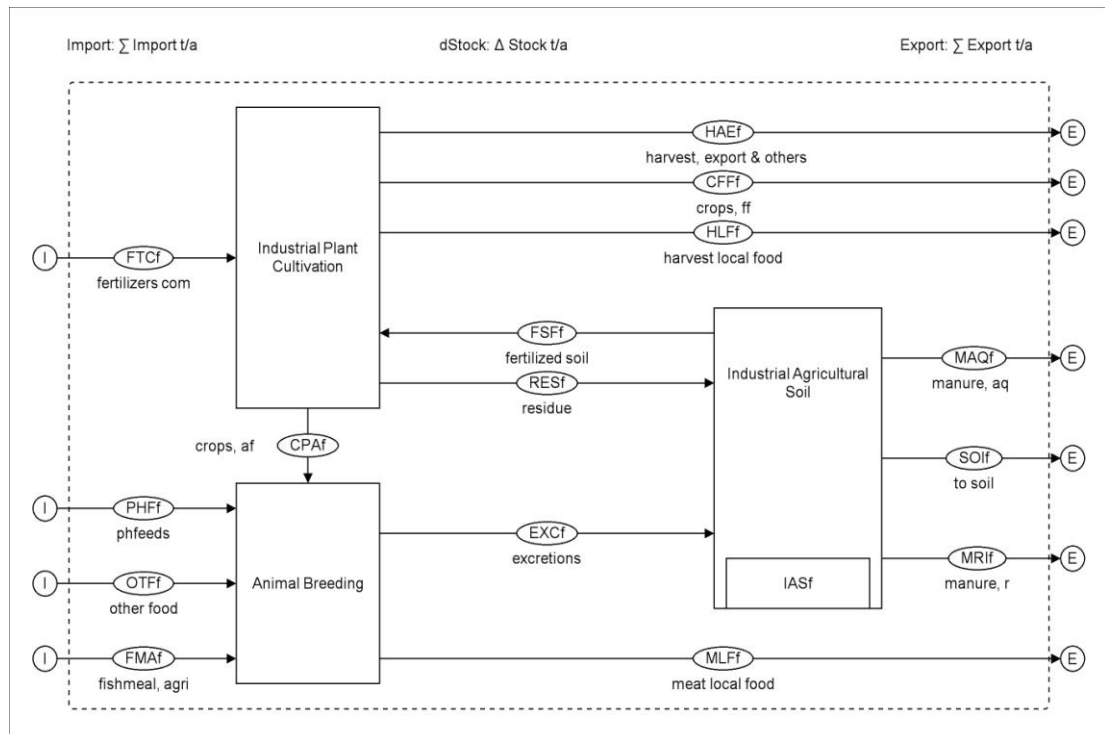 Import: ∑ Import t/a
dStock: Δ Stock t/a
Export: ∑ Export t/a
HAEf
E
harvest, export & others
CFFf
E
crops, ff
HLFf
E
harvest local food
Industrial Plant
Cultivation
I
FTCf
fertilizers com
FSFf
fertilized soil
RESf
residue
Industrial Agricultural
Soil
MAQf
E
manure, aq
crops, af
CPAf
SOIf
E
to soil
I
PHFf
phfeeds
EXCf
excretions
MRIf
E
manure, r
IASf
I
OTFf
other food
Animal Breeding
I
FMAf
fishmeal, agri
MLFf
E
meat local food